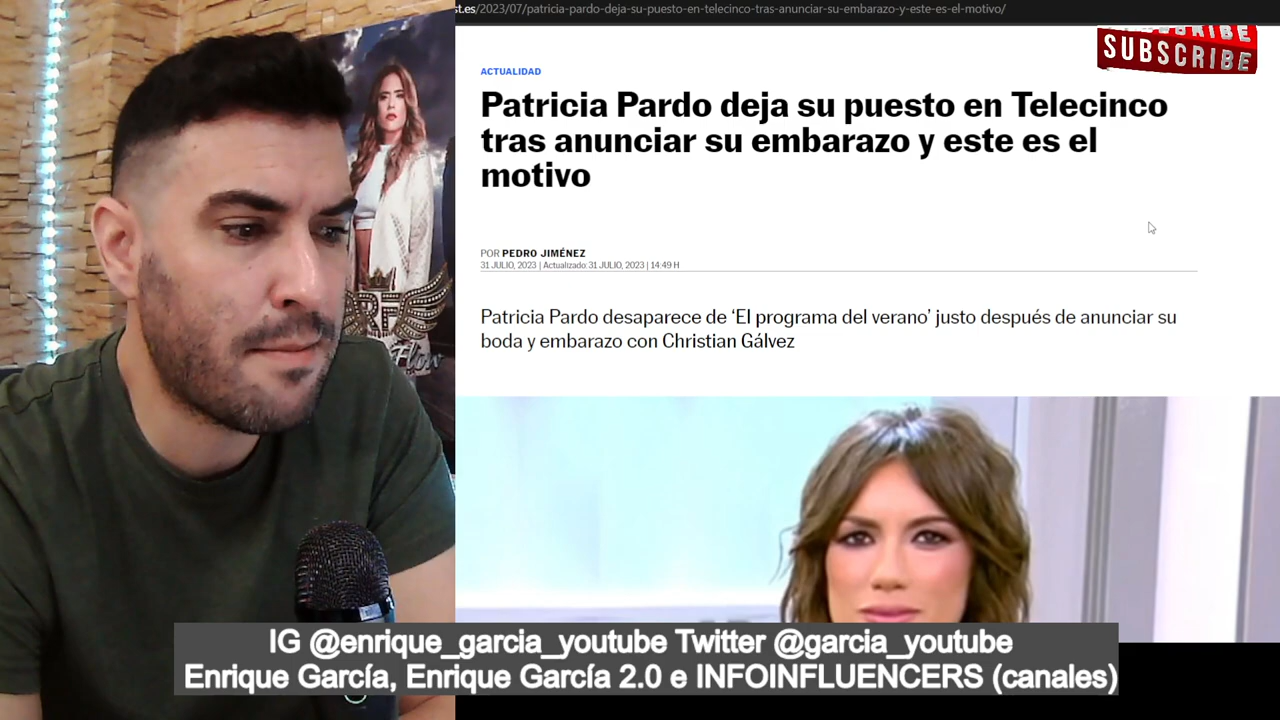 st.es/2023/07/patricia-pardo-deja-su-puesto-en-telecinco-tras-anunciar-su-embarazo-y-este-es-el-motivo/
SUBSCRIBE
SUBSCRIBE
ACTUALIDAD
Patricia Pardo deja su puesto en Telecinco
tras anunciar su embarazo y este es el
motivo
POR PEDRO JIMÉNEZ
31 JULIO, 2023 | Actualizado: 31 JULIO, 2023 | 14:49 H
Patricia Pardo desaparece de ‘El programa del verano’ justo después de anunciar su
boda y embarazo con Christian Gálvez
RF
Flow
IG @enrique_garcia_youtube Twitter @garcia_youtube
Enrique García, Enrique García 2.0 e INFOINFLUENCERS (canales)